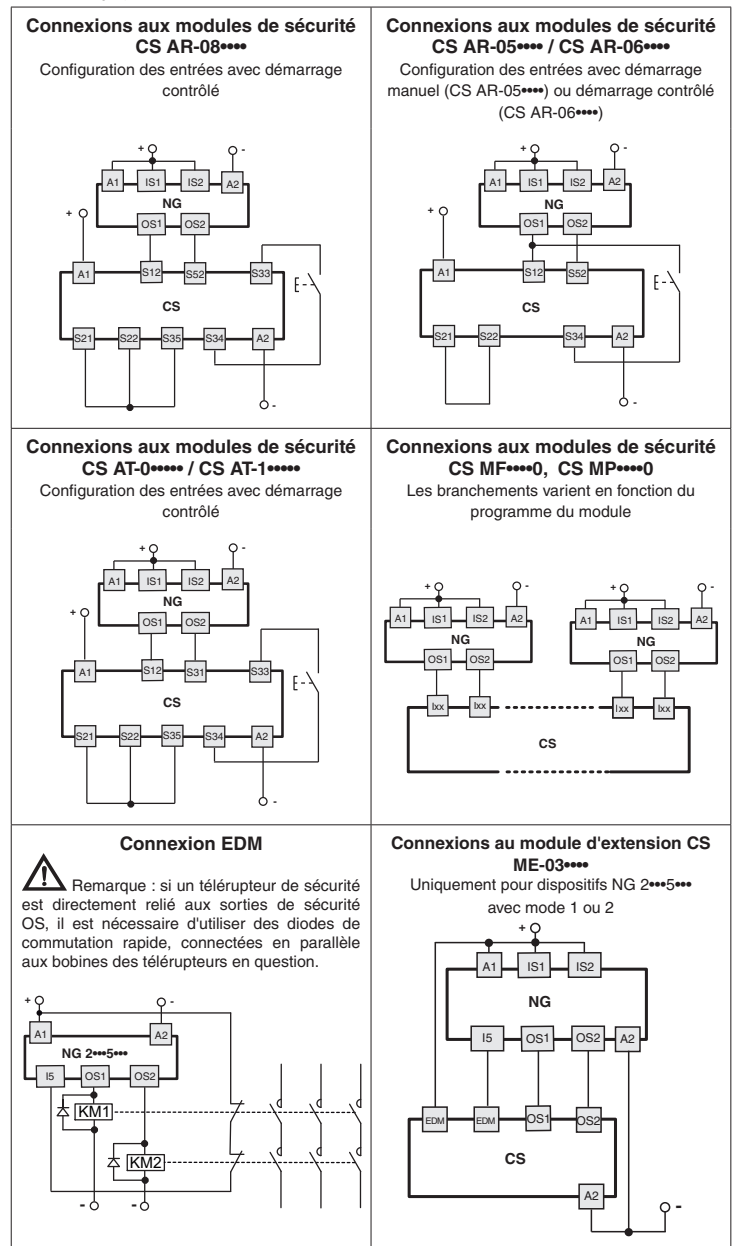 Connexions aux modules de sécurité
CS AR-08••••
Configuration des entrées avec démarrage
contrôlé
+
-
A1
IS1
IS2
A2
NG
OS1
OS2
+
A1
S12
S52
S33
CS
S21
S22
S35
S34
A2
-
Connexions aux modules de sécurité
CS AR-05•••• / CS AR-06••••
Configuration des entrées avec démarrage
manuel (CS AR-05••••) ou démarrage contrôlé
(CS AR-06••••)
+
-
A1
IS1
IS2
A2
NG
OS1
OS2
+
A1
S12
S52
CS
S21
S22
S34
A2
-
Connexions aux modules de sécurité
CS AT-0••••• / CS AT-1•••••
Configuration des entrées avec démarrage
contrôlé
+
-
A1
IS1
IS2
A2
NG
OS1
OS2
+
A1
S12
S31
S33
CS
S21
S22
S35
S34
A2
-
Connexions aux modules de sécurité
CS MF••••0, CS MP••••0
Les branchements varient en fonction du
programme du module
+
-
A1
IS1
IS2
A2
NG
OS1
OS2
+
-
A1
IS1
IS2
A2
NG
OS1
OS2
Ixx
Ixx
Ixx
Ixx
CS
Connexion EDM
Remarque : si un télérupteur de sécurité
est directement relié aux sorties de sécurité
OS, il est nécessaire d'utiliser des diodes de
commutation rapide, connectées en parallèle
aux bobines des télérupteurs en question.
+
-
A1
A2
NG 2•••5•••
I5
OS1
OS2
KM1
KM2
-
-
Connexions au module d'extension CS
ME-03••••
Uniquement pour dispositifs NG 2•••5•••
avec mode 1 ou 2
+
A1
IS1
IS2
NG
I5
OS1
OS2
A2
EDM
EDM
OS1
OS2
CS
A2
-